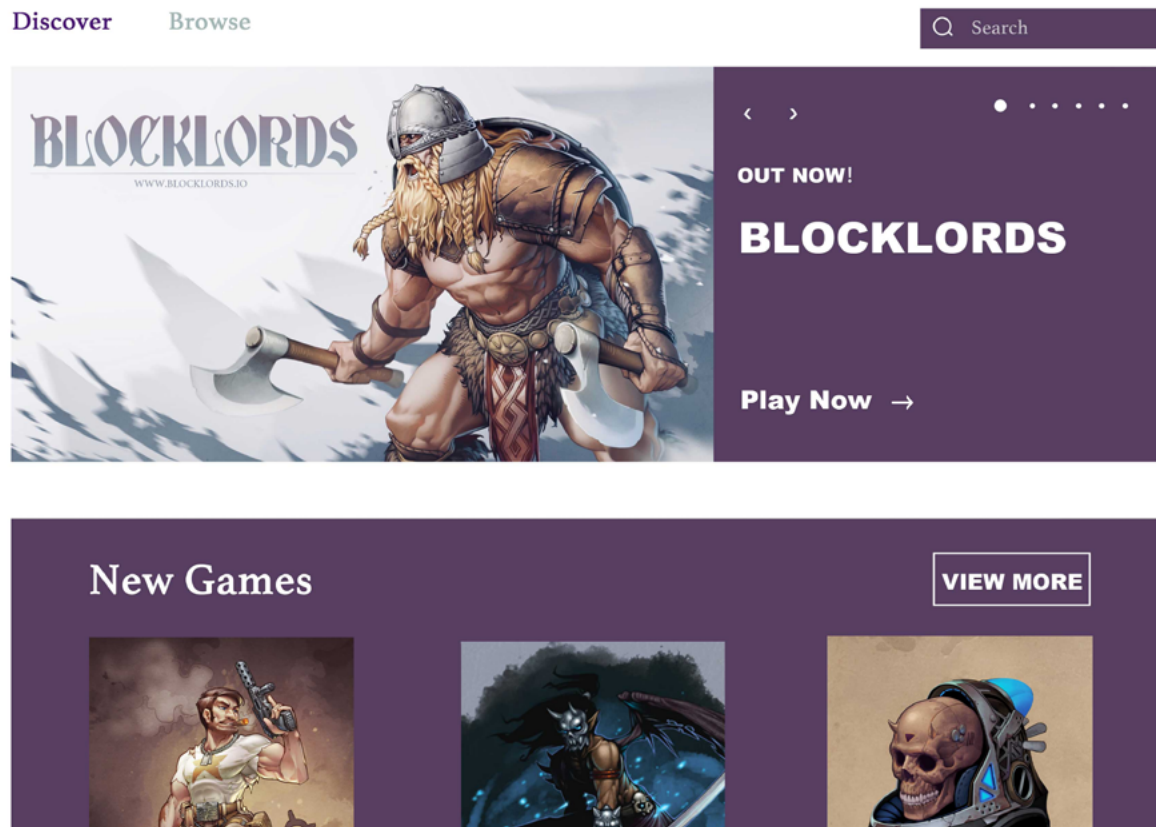 Discover
Browse
Search
BLOCKLORDS
WWW.BLOCKLORDS.IO
OUT NOW!
BLOCKLORDS
Play Now →
New Games
VIEW MORE